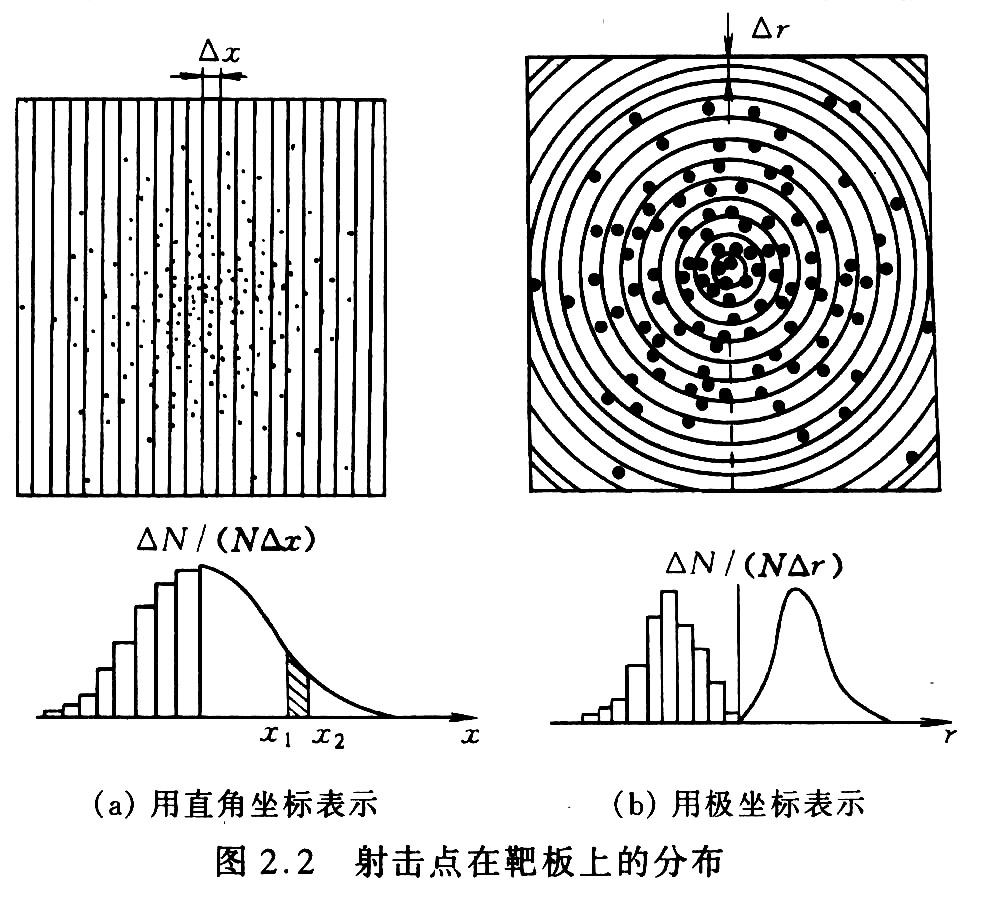 Δx
Δr
ΔN/(NΔx)
ΔN/(NΔr)
x₁ x₂ x
r
(a) 用直角坐标表示
(b) 用极坐标表示
图 2.2 射击点在靶板上的分布